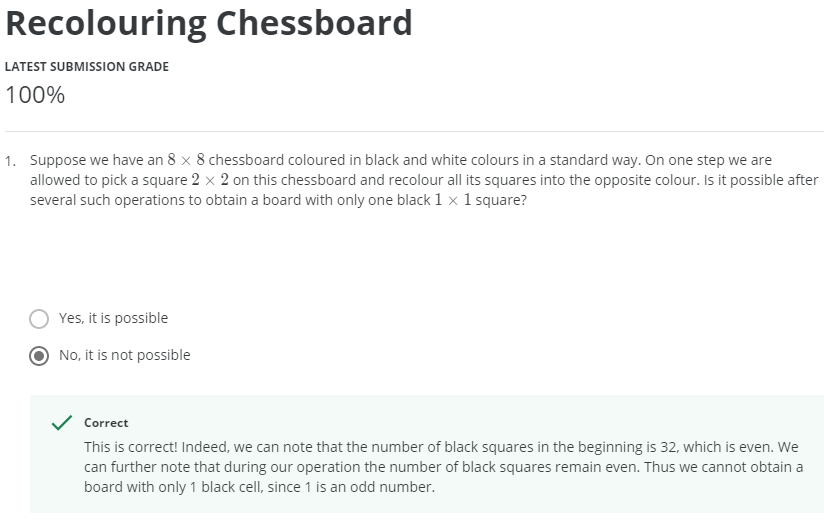 Recolouring Chessboard
LATEST SUBMISSION GRADE
100%
1. Suppose we have an 8 × 8 chessboard coloured in black and white colours in a standard way. On one step we are
allowed to pick a square 2 × 2 on this chessboard and recolour all its squares into the opposite colour. Is it possible after
several such operations to obtain a board with only one black 1 × 1 square?
Yes, it is possible
No, it is not possible
Correct
This is correct! Indeed, we can note that the number of black squares in the beginning is 32, which is even. We
can further note that during our operation the number of black squares remain even. Thus we cannot obtain a
board with only 1 black cell, since 1 is an odd number.